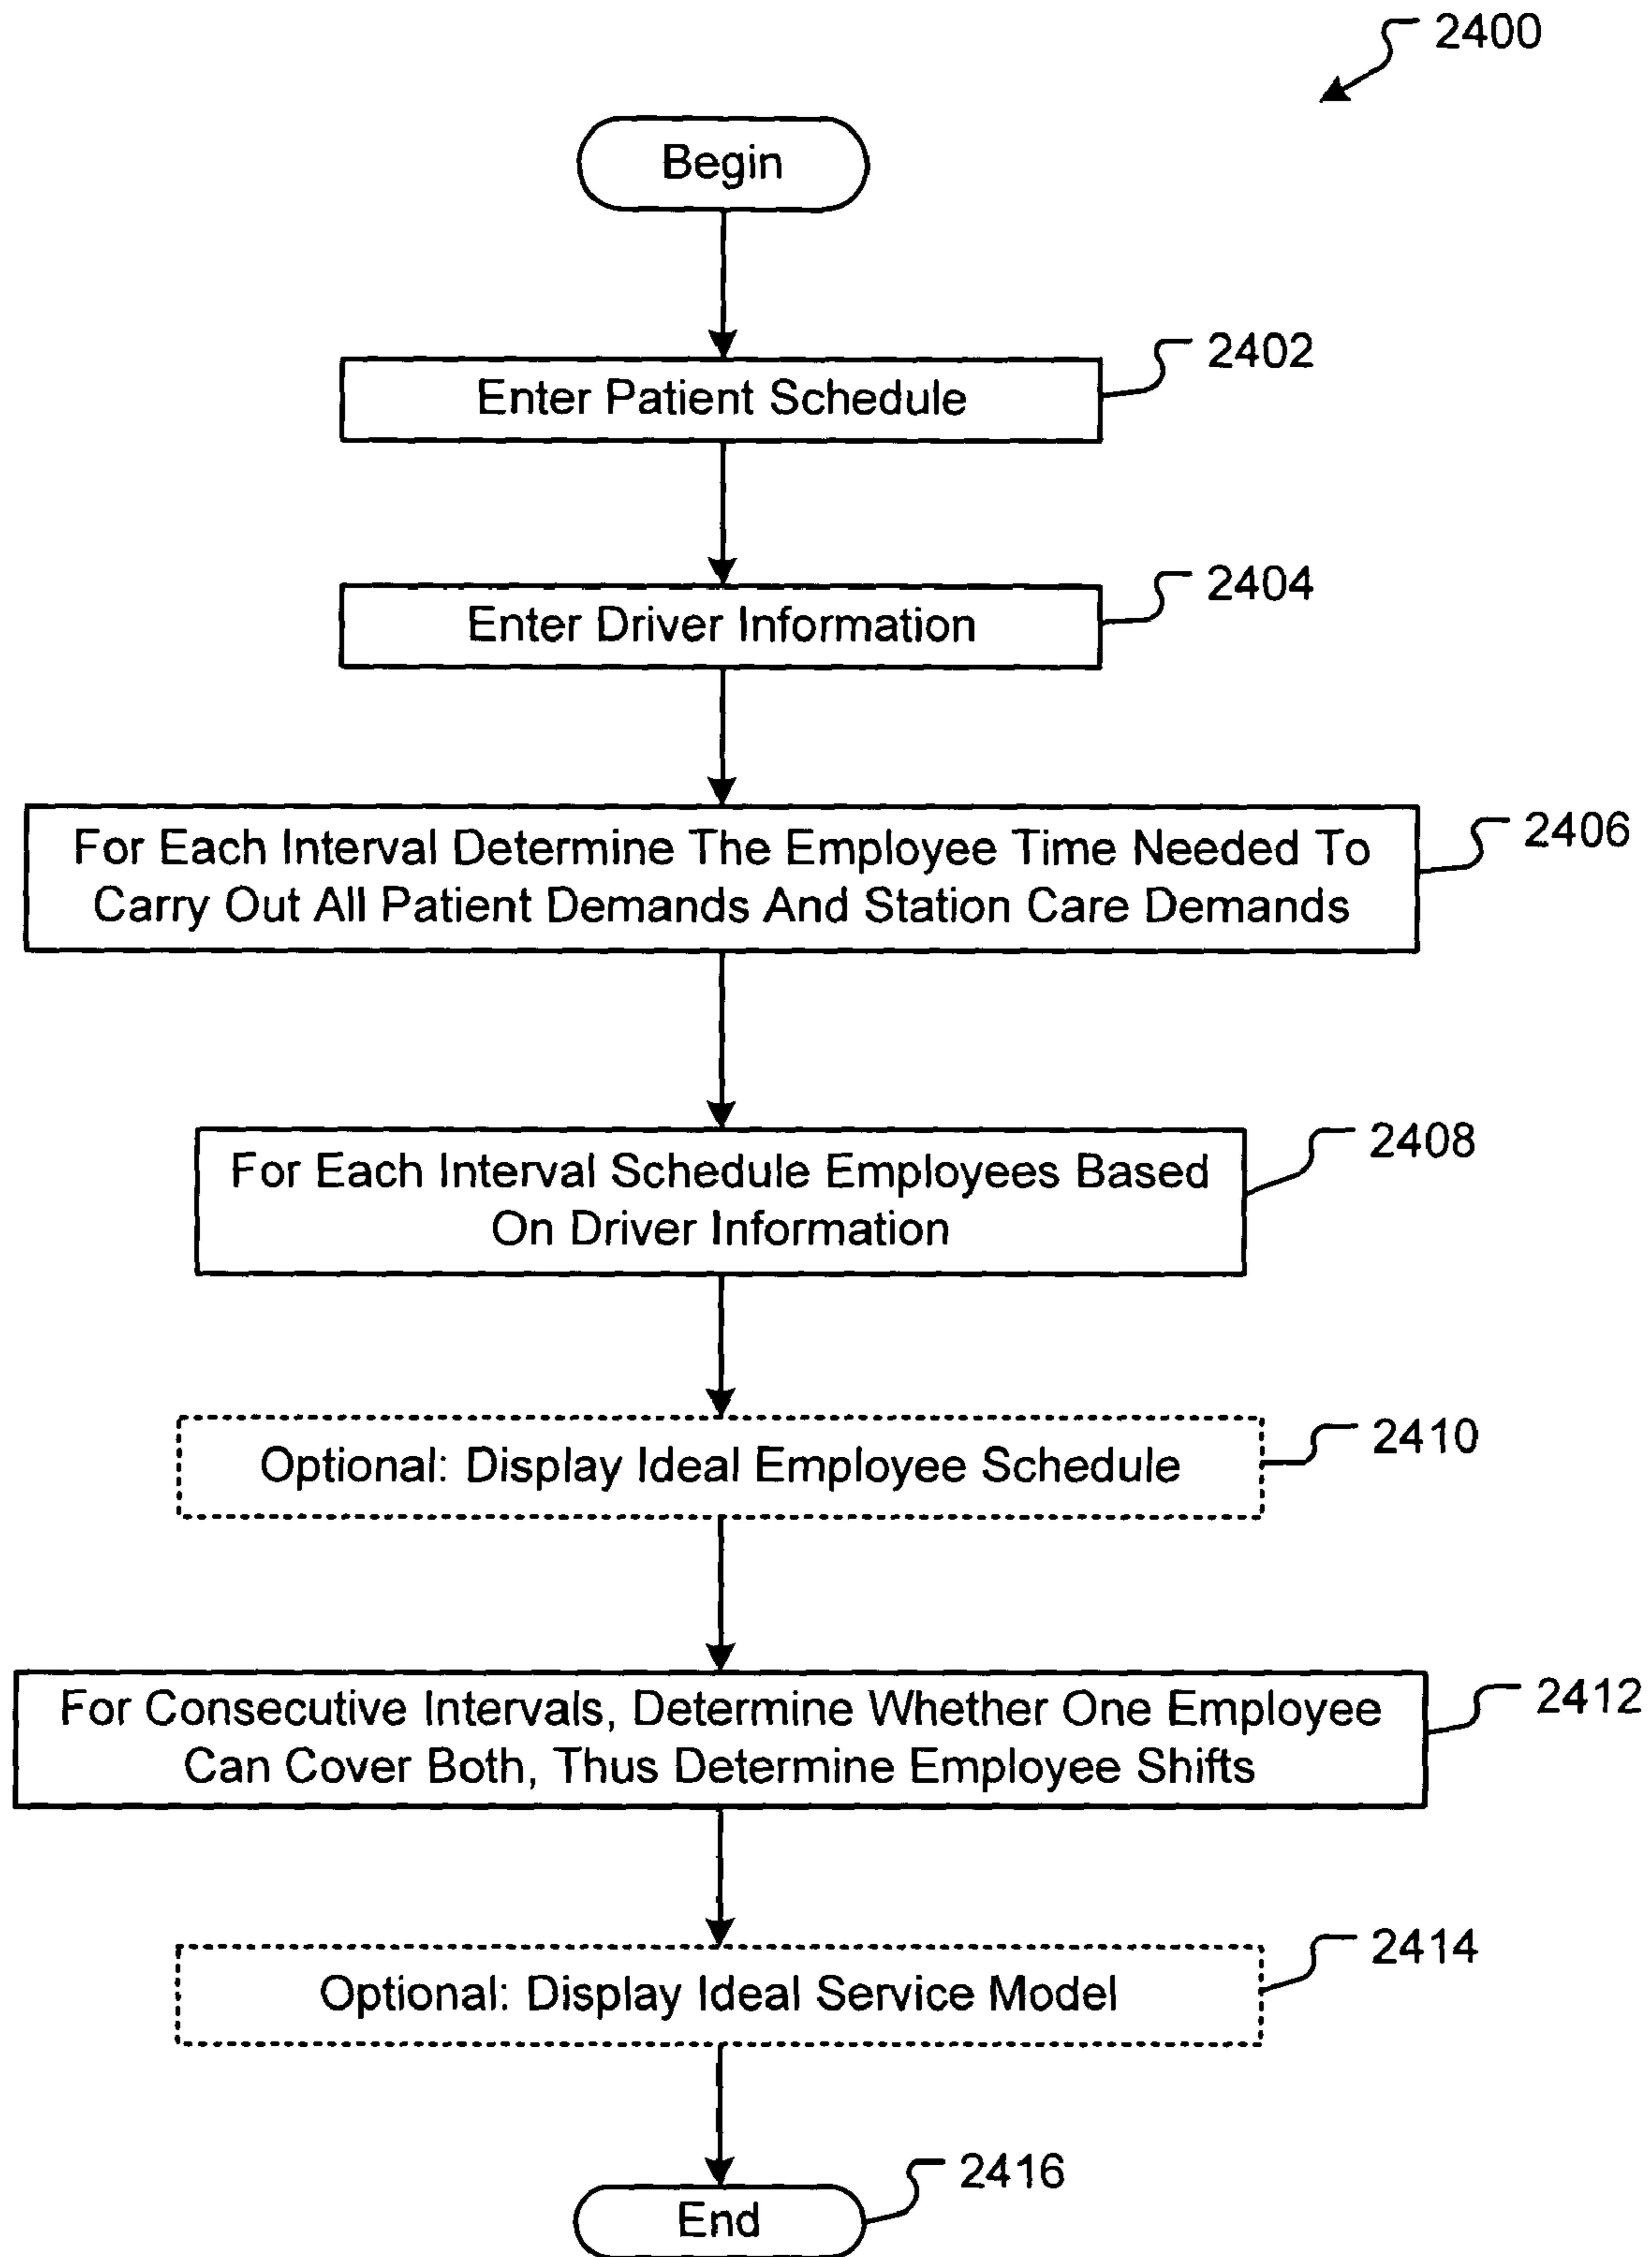 2400
Begin
2402
Enter Patient Schedule
2404
Enter Driver Information
2406
For Each Interval Determine The Employee Time Needed To
Carry Out All Patient Demands And Station Care Demands
2408
For Each Interval Schedule Employees Based
On Driver Information
2410
Optional: Display Ideal Employee Schedule
2412
For Consecutive Intervals, Determine Whether One Employee
Can Cover Both, Thus Determine Employee Shifts
2414
Optional: Display Ideal Service Model
2416
End